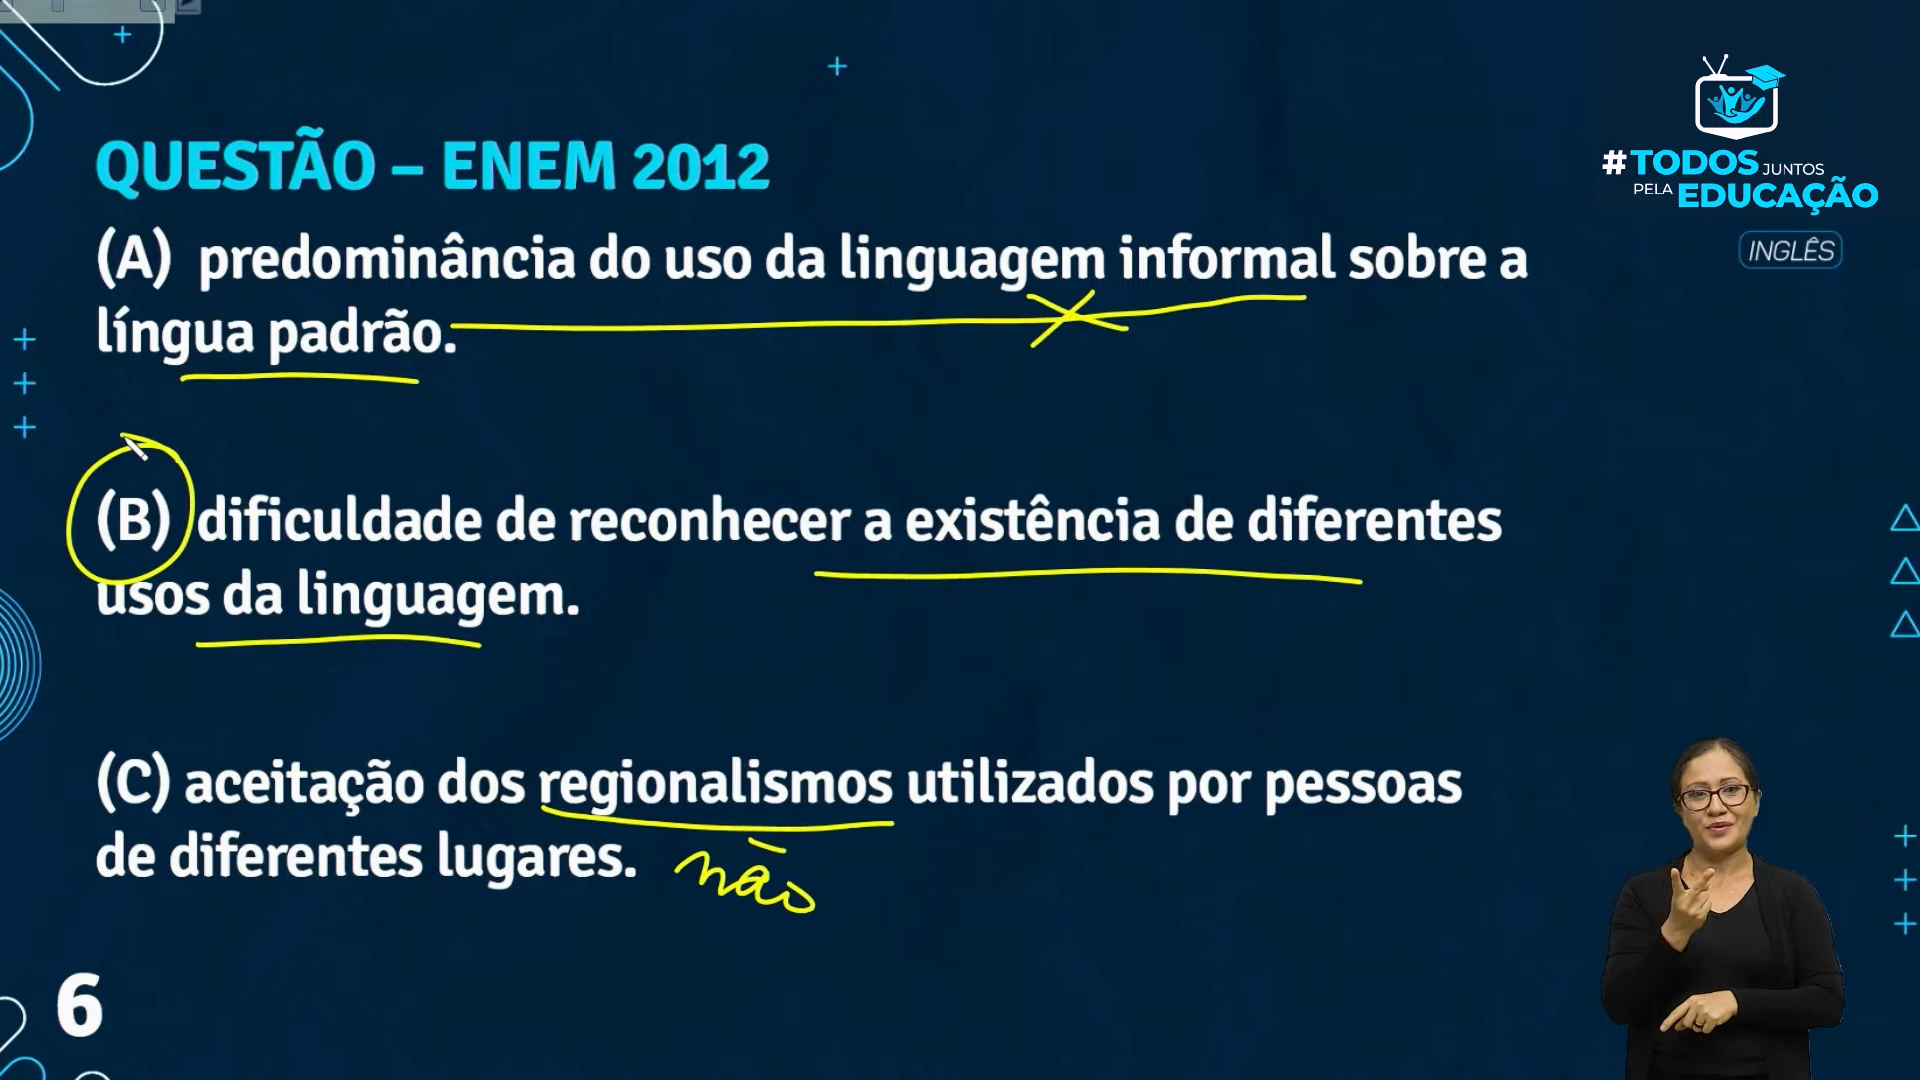 QUESTÃO – ENEM 2012
#TODOS JUNTOS
PELA EDUCAÇÃO
INGLÊS
(A) predominância do uso da linguagem informal sobre a
língua padrão.
(B) dificuldade de reconhecer a existência de diferentes
usos da linguagem.
(C) aceitação dos regionalismos utilizados por pessoas
de diferentes lugares.
não
6